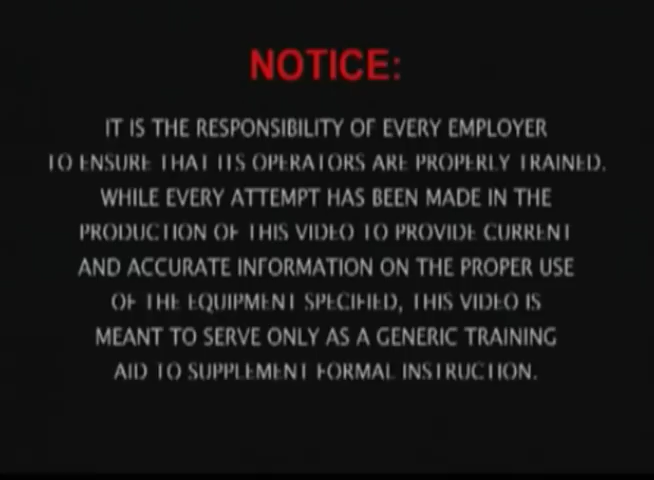 NOTICE:
IT IS THE RESPONSIBILITY OF EVERY EMPLOYER
TO ENSURE THAT ITS OPERATORS ARE PROPERLY TRAINED.
WHILE EVERY ATTEMPT HAS BEEN MADE IN THE
PRODUCTION OF THIS VIDEO TO PROVIDE CURRENT
AND ACCURATE INFORMATION ON THE PROPER USE
OF THE EQUIPMENT SPECIFIED, THIS VIDEO IS
MEANT TO SERVE ONLY AS A GENERIC TRAINING
AID TO SUPPLEMENT FORMAL INSTRUCTION.